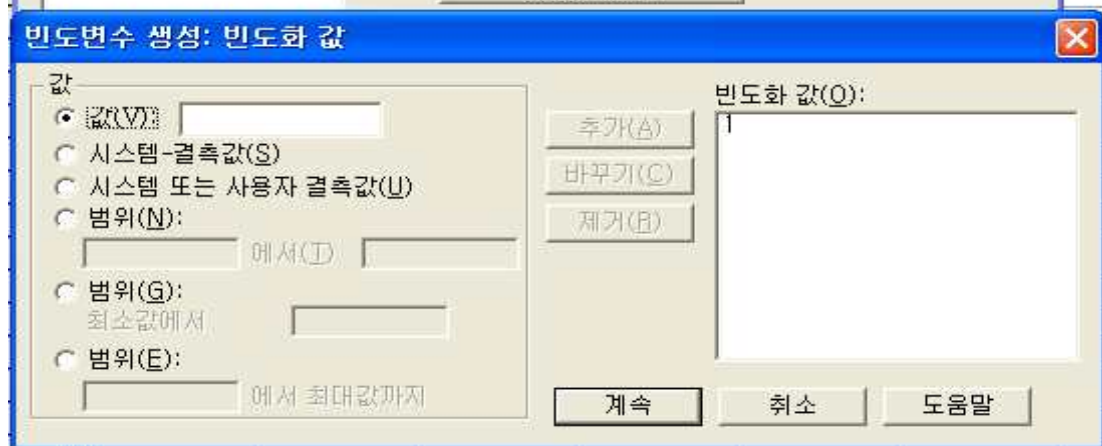 빈도변수 생성: 빈도화 값
값
값(V):
시스템-결측값(S)
시스템 또는 사용자 결측값(U)
범위(N):
에서(T)
범위(G):
최소값에서
범위(E):
에서 최대값까지
추가(A)
바꾸기(C)
제거(R)
빈도화 값(O):
1
계속
취소
도움말